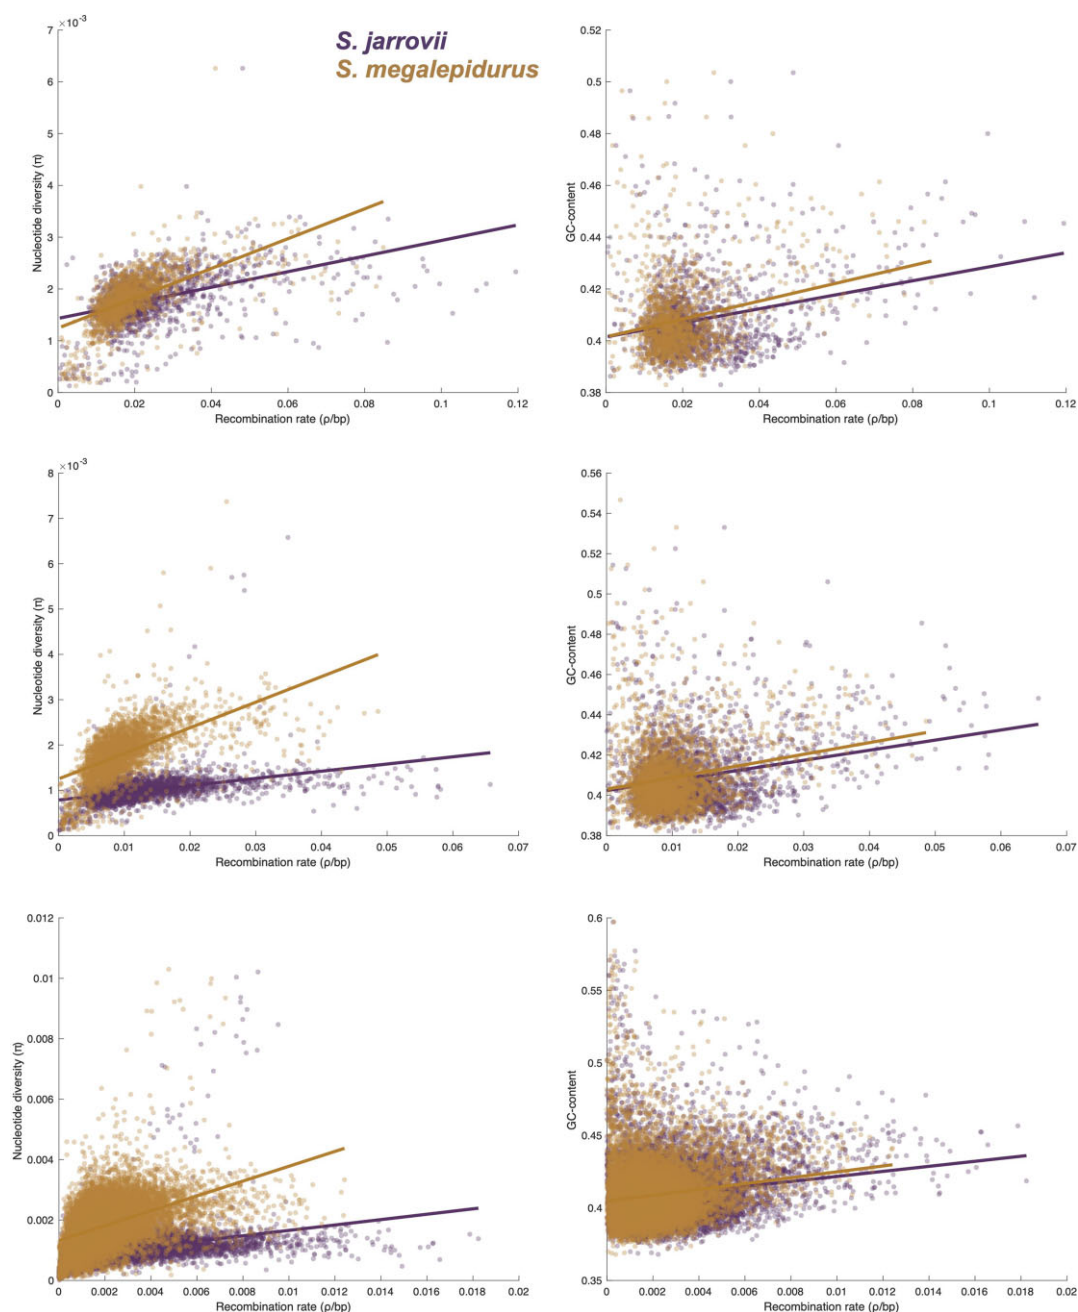 ×10⁻³
S. jarrovii
S. megalepidurus
7
6
5
4
3
2
1
0
Nucleotide diversity (π)
0 0.02 0.04 0.06 0.08 0.1 0.12
Recombination rate (ρ/bp)
0.52
0.5
0.48
0.46
0.44
0.42
0.4
0.38
GC-content
0 0.02 0.04 0.06 0.08 0.1 0.12
Recombination rate (ρ/bp)
×10⁻³
8
7
6
5
4
3
2
1
0
Nucleotide diversity (π)
0 0.01 0.02 0.03 0.04 0.05 0.06 0.07
Recombination rate (ρ/bp)
0.56
0.54
0.52
0.5
0.48
0.46
0.44
0.42
0.4
0.38
GC-content
0 0.01 0.02 0.03 0.04 0.05 0.06 0.07
Recombination rate (ρ/bp)
0.012
0.01
0.008
0.006
0.004
0.002
0
Nucleotide diversity (π)
0 0.002 0.004 0.006 0.008 0.01 0.012 0.014 0.016 0.018 0.02
Recombination rate (ρ/bp)
0.6
0.55
0.5
0.45
0.4
0.35
GC-content
0 0.002 0.004 0.006 0.008 0.01 0.012 0.014 0.016 0.018 0.02
Recombination rate (ρ/bp)